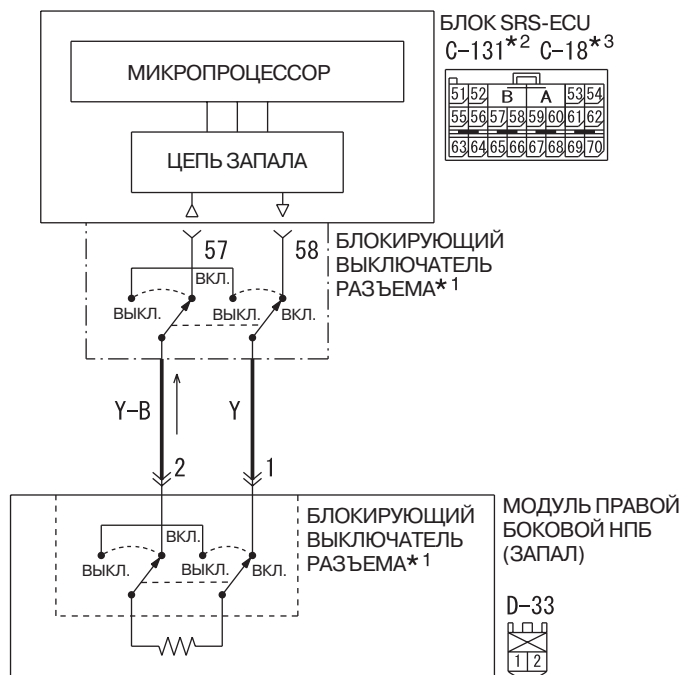 БЛОК SRS-ECU
C-131*2 C-18*3
МИКРОПРОЦЕССОР
51 52 B A 53 54
55 56 57 58 59 60 61 62
63 64 65 66 67 68 69 70
ЦЕПЬ ЗАПАЛА
57 58
БЛОКИРУЮЩИЙ
ВЫКЛЮЧАТЕЛЬ
РАЗЪЕМА*1
ВКЛ.
ВЫКЛ. ВЫКЛ. ВКЛ.
Y-B Y
2 1
БЛОКИРУЮЩИЙ
ВЫКЛЮЧАТЕЛЬ
РАЗЪЕМА*1
ВКЛ.
ВЫКЛ. ВЫКЛ. ВКЛ.
МОДУЛЬ ПРАВОЙ
БОКОВОЙ НПБ
(ЗАПАЛ)
D-33
1 2